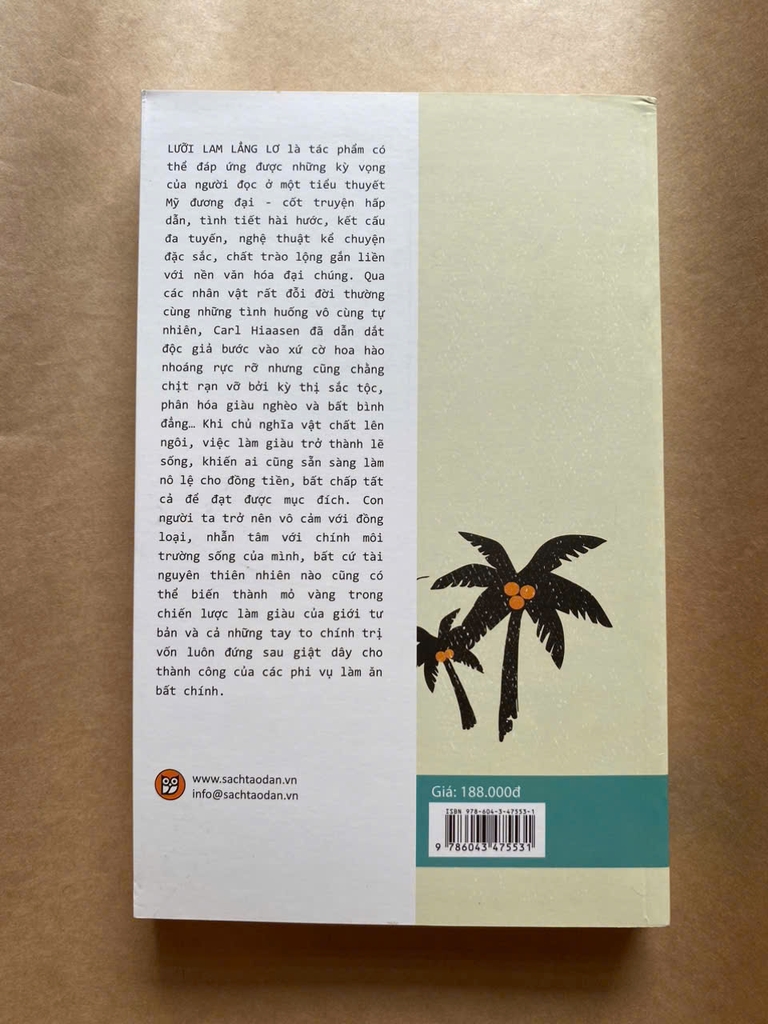 LƯỠI LAM LẲNG LƠ là tác phẩm có
thể đáp ứng được những kỳ vọng
của người đọc ở một tiểu thuyết
Mỹ đương đại - cốt truyện hấp
dẫn, tình tiết hài hước, kết cấu
đa tuyến, nghệ thuật kể chuyện
đặc sắc, chất trào lộng gắn liền
với nền văn hóa đại chúng. Qua
các nhân vật rất đỗi đời thường
cùng những tình huống vô cùng tự
nhiên, Carl Hiaasen đã dẫn dắt
độc giả bước vào xứ cờ hoa hào
nhoáng rực rỡ nhưng cũng chằng
chịt rạn vỡ bởi kỳ thị sắc tộc,
phân hóa giàu nghèo và bất bình
đẳng… Khi chủ nghĩa vật chất lên
ngôi, việc làm giàu trở thành lẽ
sống, khiến ai cũng sẵn sàng làm
nô lệ cho đồng tiền, bất chấp tất
cả để đạt được mục đích. Con
người ta trở nên vô cảm với đồng
loại, nhẫn tâm với chính môi
trường sống của mình, bất cứ tài
nguyên thiên nhiên nào cũng có
thể biến thành mỏ vàng trong
chiến lược làm giàu của giới tư
bản và cả những tay to chính trị
vốn luôn đứng sau giật dây cho
thành công của các phi vụ làm ăn
bất chính.
www.sachtaodan.vn
info@sachtaodan.vn
Giá: 188.000đ
ISBN 978-604-3-47553-1
9 786043 475531